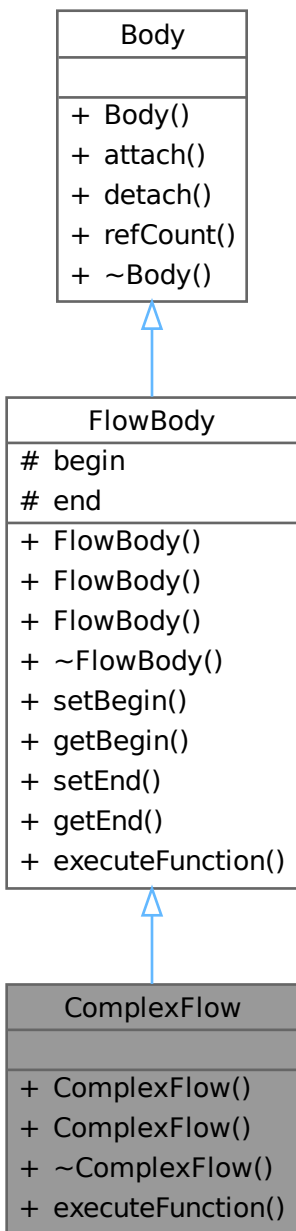 Body
+ Body()
+ attach()
+ detach()
+ refCount()
+ ~Body()
FlowBody
# begin
# end
+ FlowBody()
+ FlowBody()
+ FlowBody()
+ ~FlowBody()
+ setBegin()
+ getBegin()
+ setEnd()
+ getEnd()
+ executeFunction()
ComplexFlow
+ ComplexFlow()
+ ComplexFlow()
+ ~ComplexFlow()
+ executeFunction()